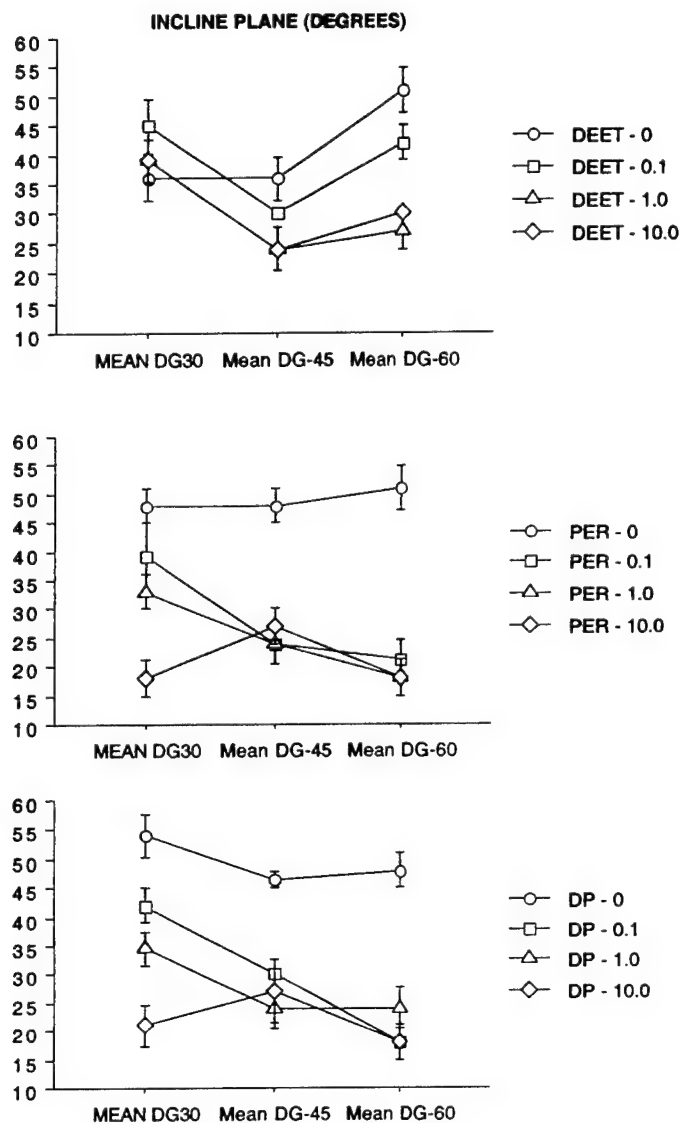 INCLINE PLANE (DEGREES)
60
55
50
45
40
35
30
25
20
15
10
MEAN DG30 Mean DG-45 Mean DG-60
DEET - 0
DEET - 0.1
DEET - 1.0
DEET - 10.0
60
55
50
45
40
35
30
25
20
15
10
MEAN DG30 Mean DG-45 Mean DG-60
PER - 0
PER - 0.1
PER - 1.0
PER - 10.0
60
55
50
45
40
35
30
25
20
15
10
MEAN DG30 Mean DG-45 Mean DG-60
DP - 0
DP - 0.1
DP - 1.0
DP - 10.0